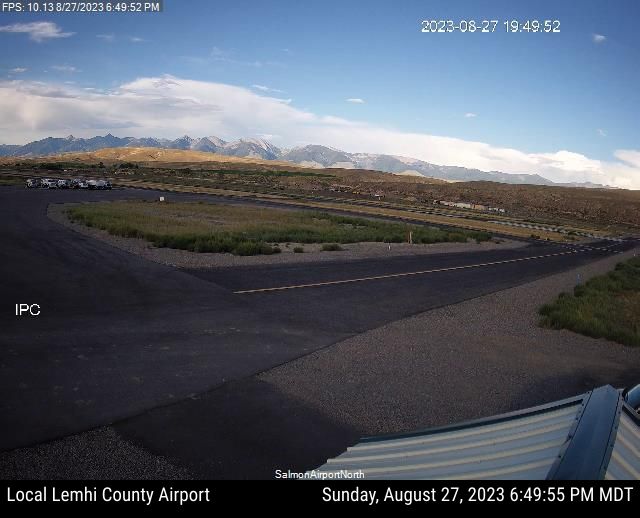 FPS: 10.13 8/27/2023 6:49:52 PM
2023-08-27 19:49:52
IPC
SalmonAirportNorth
Local Lemhi County Airport
Sunday, August 27, 2023 6:49:55 PM MDT